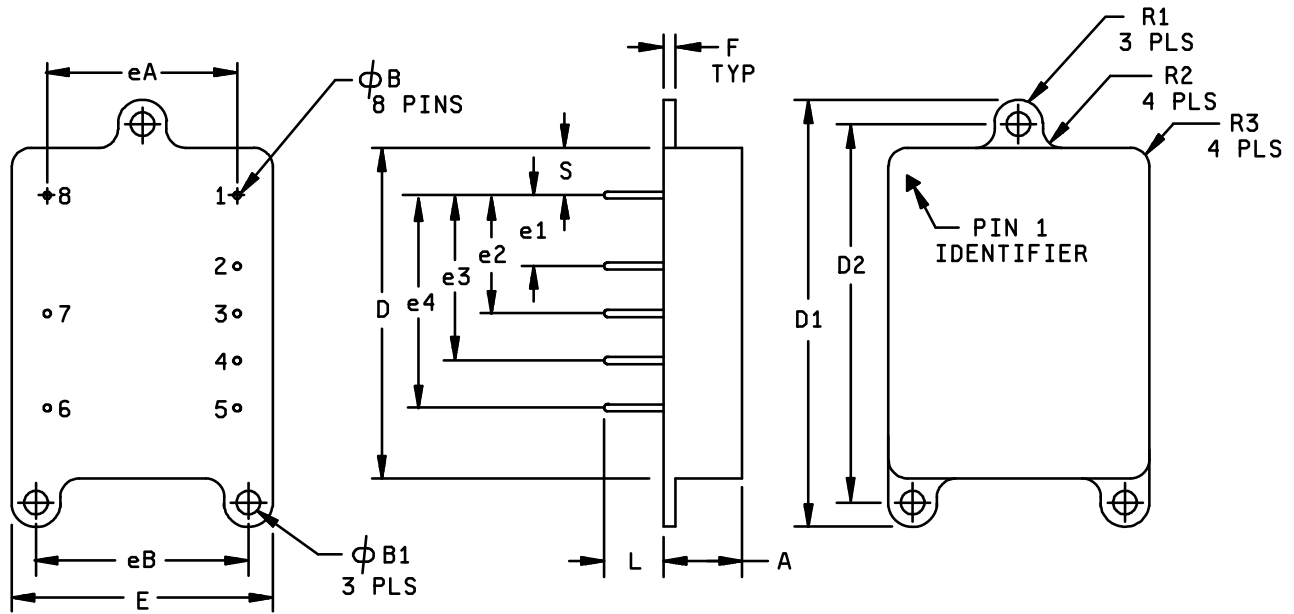 eA
ϕB
8 PINS
8
1
2
7
3
4
6
5
eB
E
ϕB1
3 PLS
F
TYP
S
e1
e2
e3
e4
D
L
A
R1
3 PLS
R2
4 PLS
R3
4 PLS
PIN 1
IDENTIFIER
D2
D1